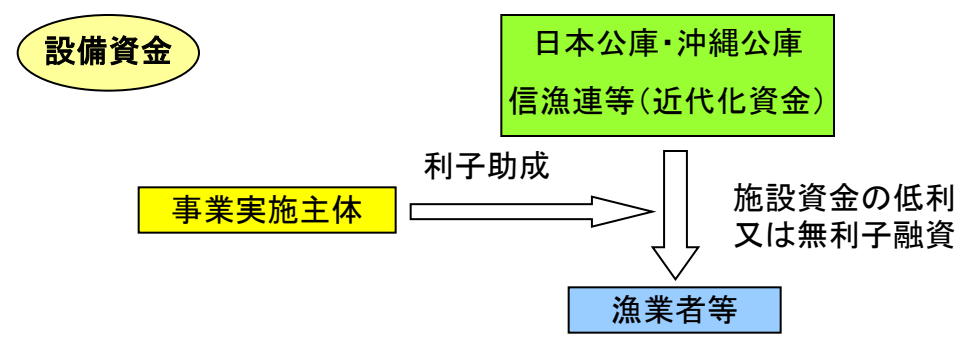 設備資金
日本公庫・沖縄公庫
信漁連等（近代化資金）
利子助成
事業実施主体
施設資金の低利
又は無利子融資
漁業者等